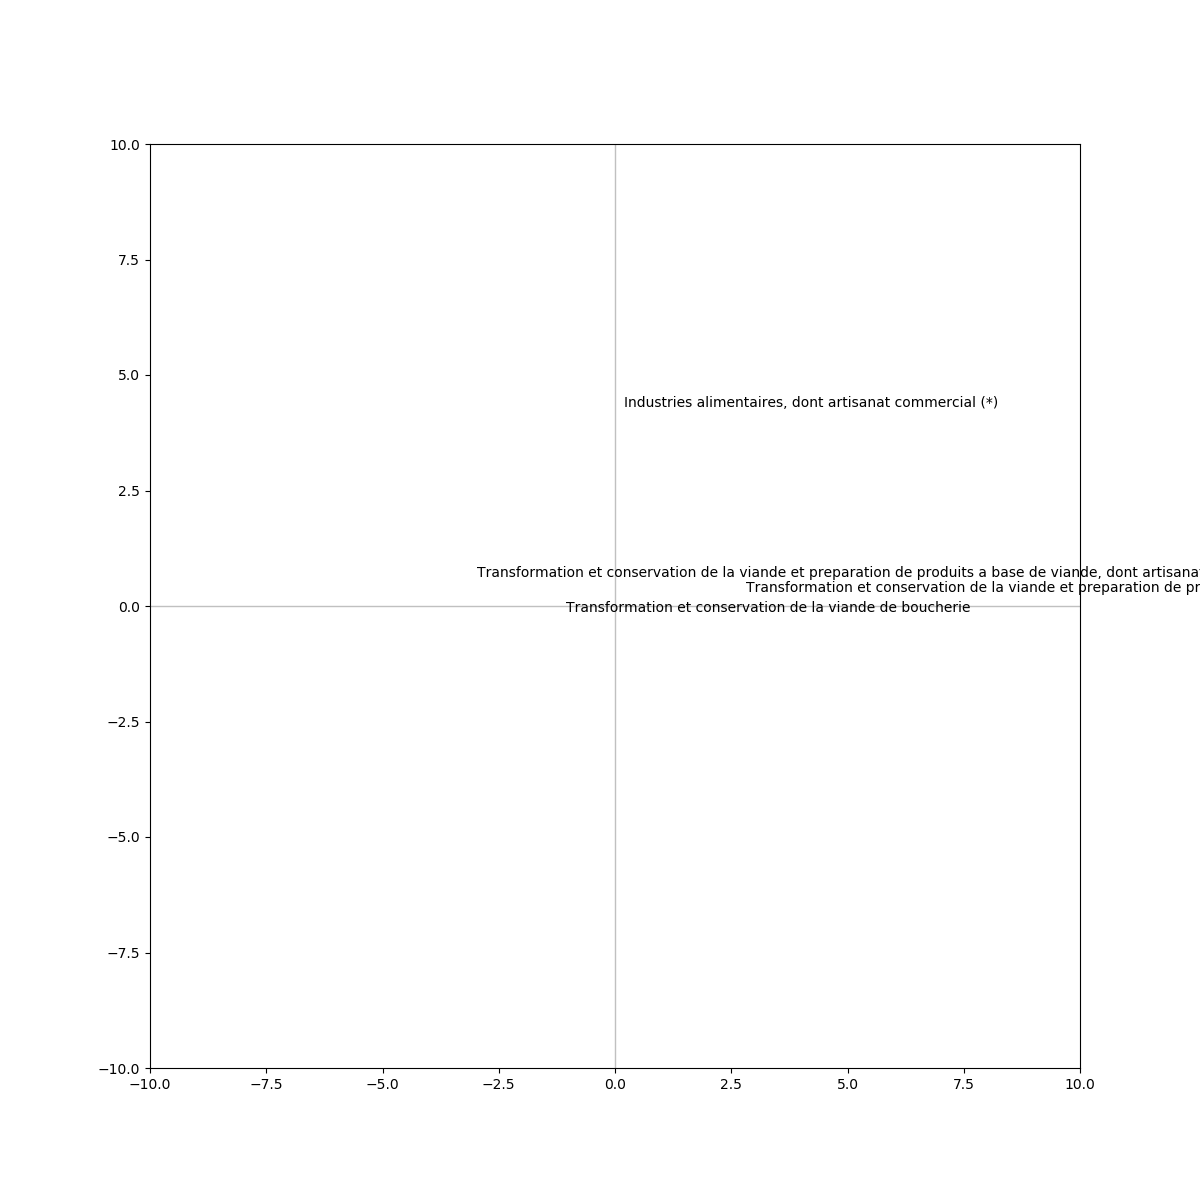 10.0
7.5
5.0
Industries alimentaires, dont artisanat commercial (*)
2.5
Transformation et conservation de la viande et preparation de produits a base de viande, dont
Transformation et conservation de la viande et preparation de
0.0
Transformation et conservation de la viande de boucherie
−2.5
−5.0
−7.5
−10.0
−10.0 −7.5 −5.0 −2.5 0.0 2.5 5.0 7.5 10.0